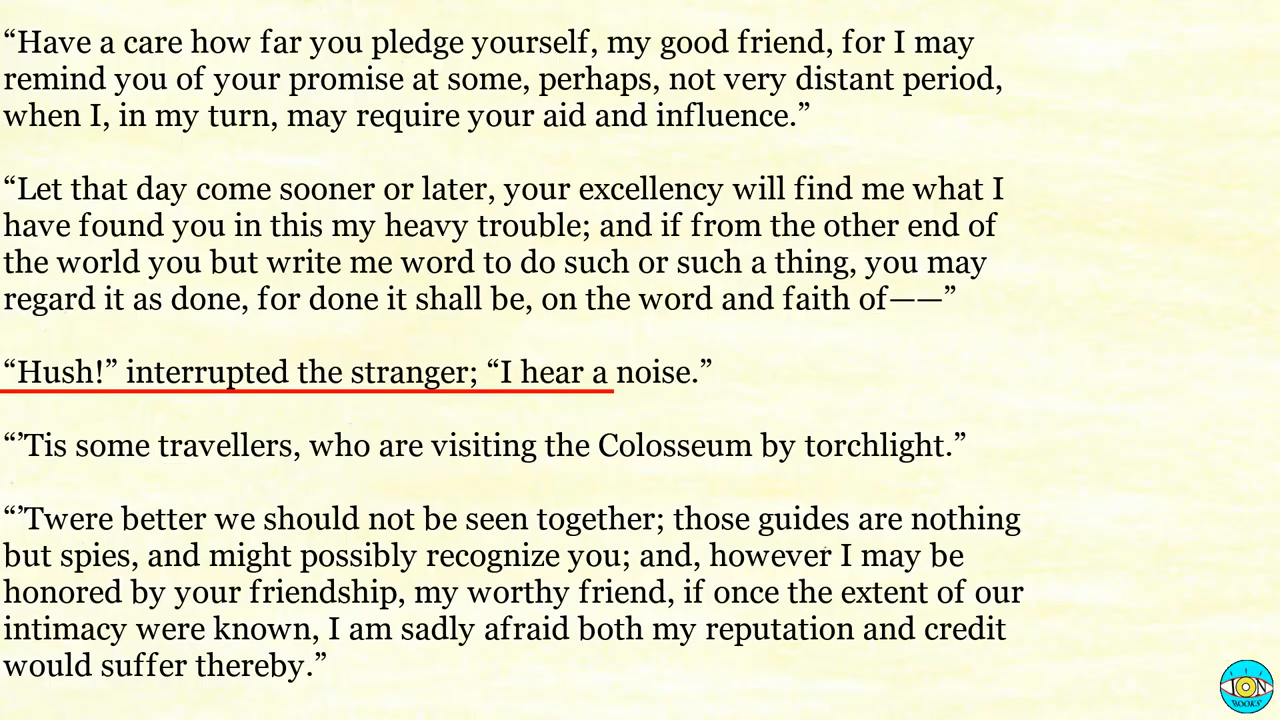 “Have a care how far you pledge yourself, my good friend, for I may
remind you of your promise at some, perhaps, not very distant period,
when I, in my turn, may require your aid and influence.”
“Let that day come sooner or later, your excellency will find me what I
have found you in this my heavy trouble; and if from the other end of
the world you but write me word to do such or such a thing, you may
regard it as done, for done it shall be, on the word and faith of——”
“Hush!” interrupted the stranger; “I hear a noise.”
“’Tis some travellers, who are visiting the Colosseum by torchlight.”
“’Twere better we should not be seen together; those guides are nothing
but spies, and might possibly recognize you; and, however I may be
honored by your friendship, my worthy friend, if once the extent of our
intimacy were known, I am sadly afraid both my reputation and credit
would suffer thereby.”
ION
BOOKS